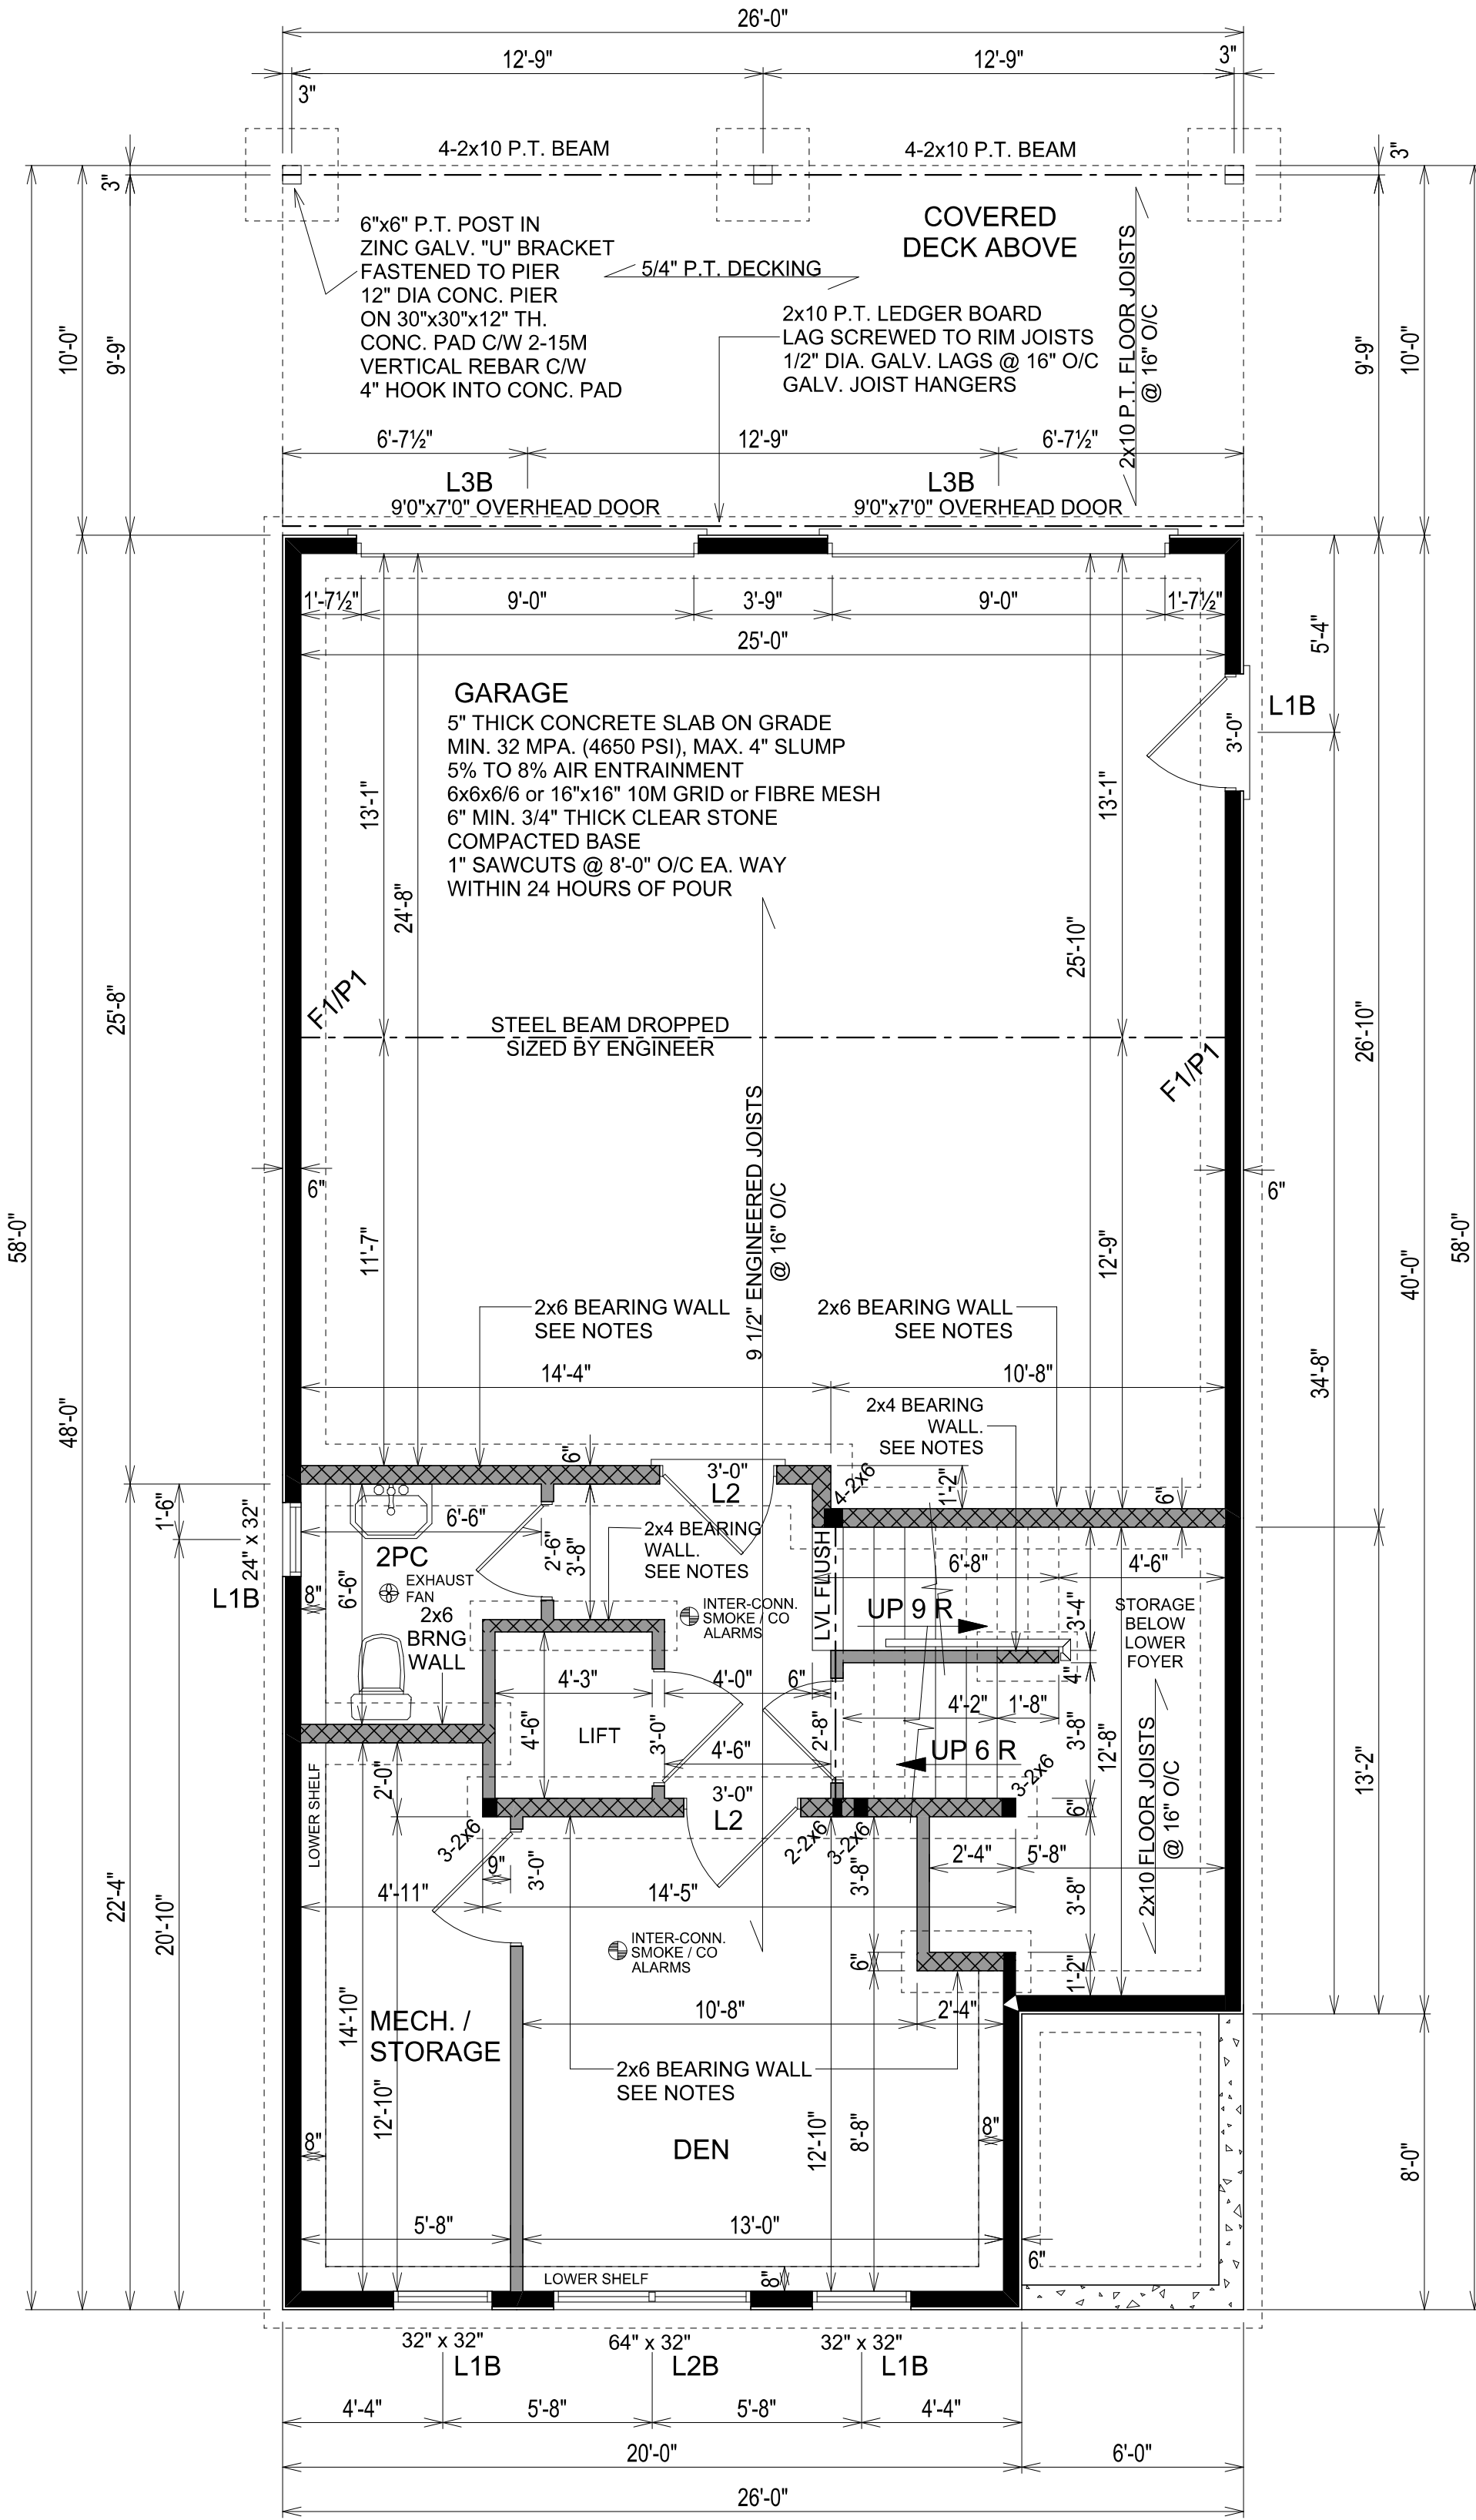 26'-0"
12'-9"
12'-9"
3"
3"
4-2x10 P.T. BEAM
4-2x10 P.T. BEAM
3"
3"
6"x6" P.T. POST IN
ZINC GALV. "U" BRACKET
FASTENED TO PIER
12" DIA CONC. PIER
ON 30"x30"x12" TH.
CONC. PAD C/W 2-15M
VERTICAL REBAR C/W
4" HOOK INTO CONC. PAD
COVERED
DECK ABOVE
5/4" P.T. DECKING
2x10 P.T. LEDGER BOARD
LAG SCREWED TO RIM JOISTS
1/2" DIA. GALV. LAGS @ 16" O/C
GALV. JOIST HANGERS
2x10 P.T. FLOOR JOISTS
@ 16" O/C
10'-0"
9'-9"
9'-9"
10'-0"
6'-7½"
12'-9"
6'-7½"
L3B
9'0"x7'0" OVERHEAD DOOR
L3B
9'0"x7'0" OVERHEAD DOOR
1'-7½"
9'-0"
3'-9"
9'-0"
1'-7½"
25'-0"
5'-4"
GARAGE
5" THICK CONCRETE SLAB ON GRADE
MIN. 32 MPA. (4650 PSI), MAX. 4" SLUMP
5% TO 8% AIR ENTRAINMENT
6x6x6/6 or 16"x16" 10M GRID or FIBRE MESH
6" MIN. 3/4" THICK CLEAR STONE
COMPACTED BASE
1" SAWCUTS @ 8'-0" O/C EA. WAY
WITHIN 24 HOURS OF POUR
L1B
3'-0"
13'-1"
13'-1"
24'-8"
25'-10"
F1/P1
STEEL BEAM DROPPED
SIZED BY ENGINEER
F1/P1
25'-8"
26'-10"
9 1/2" ENGINEERED JOISTS
@ 16" O/C
6"
6"
58'-0"
11'-7"
12'-9"
40'-0"
58'-0"
2x6 BEARING WALL
SEE NOTES
2x6 BEARING WALL
SEE NOTES
14'-4"
10'-8"
34'-8"
48'-0"
2x4 BEARING
WALL.
SEE NOTES
6"
3'-0"
L2
4-2x6
1'-2"
6"
1'-6"
24" x 32"
L1B
6'-6"
2PC
EXHAUST
FAN
2'-6"
3'-8"
2x4 BEARING
WALL.
SEE NOTES
LVL FLUSH
6'-8"
4'-6"
8"
6'-6"
2x6
BRNG
WALL
INTER-CONN.
SMOKE / CO
ALARMS
UP 9 R
3'-4"
STORAGE
BELOW
LOWER
FOYER
4'-3"
4'-0"
6"
4"
4'-2"
1'-8"
4'-6"
LIFT
3'-0"
4'-6"
2'-8"
UP 6 R
3'-8"
12'-8"
13'-2"
LOWER SHELF
2'-0"
3'-0"
L2
3-2x6
6"
2x10 FLOOR JOISTS
@ 16" O/C
3-2x6
9"
3'-0"
2-2x6
3-2x6
3'-8"
2'-4"
5'-8"
4'-11"
14'-5"
3'-8"
22'-4"
20'-10"
INTER-CONN.
SMOKE / CO
ALARMS
6"
1'-2"
MECH. /
STORAGE
14'-10"
10'-8"
2'-4"
2x6 BEARING WALL
SEE NOTES
12'-10"
DEN
12'-10"
8'-8"
8"
8"
8'-0"
5'-8"
13'-0"
6"
LOWER SHELF
8"
32" x 32"
L1B
64" x 32"
L2B
32" x 32"
L1B
4'-4"
5'-8"
5'-8"
4'-4"
20'-0"
6'-0"
26'-0"